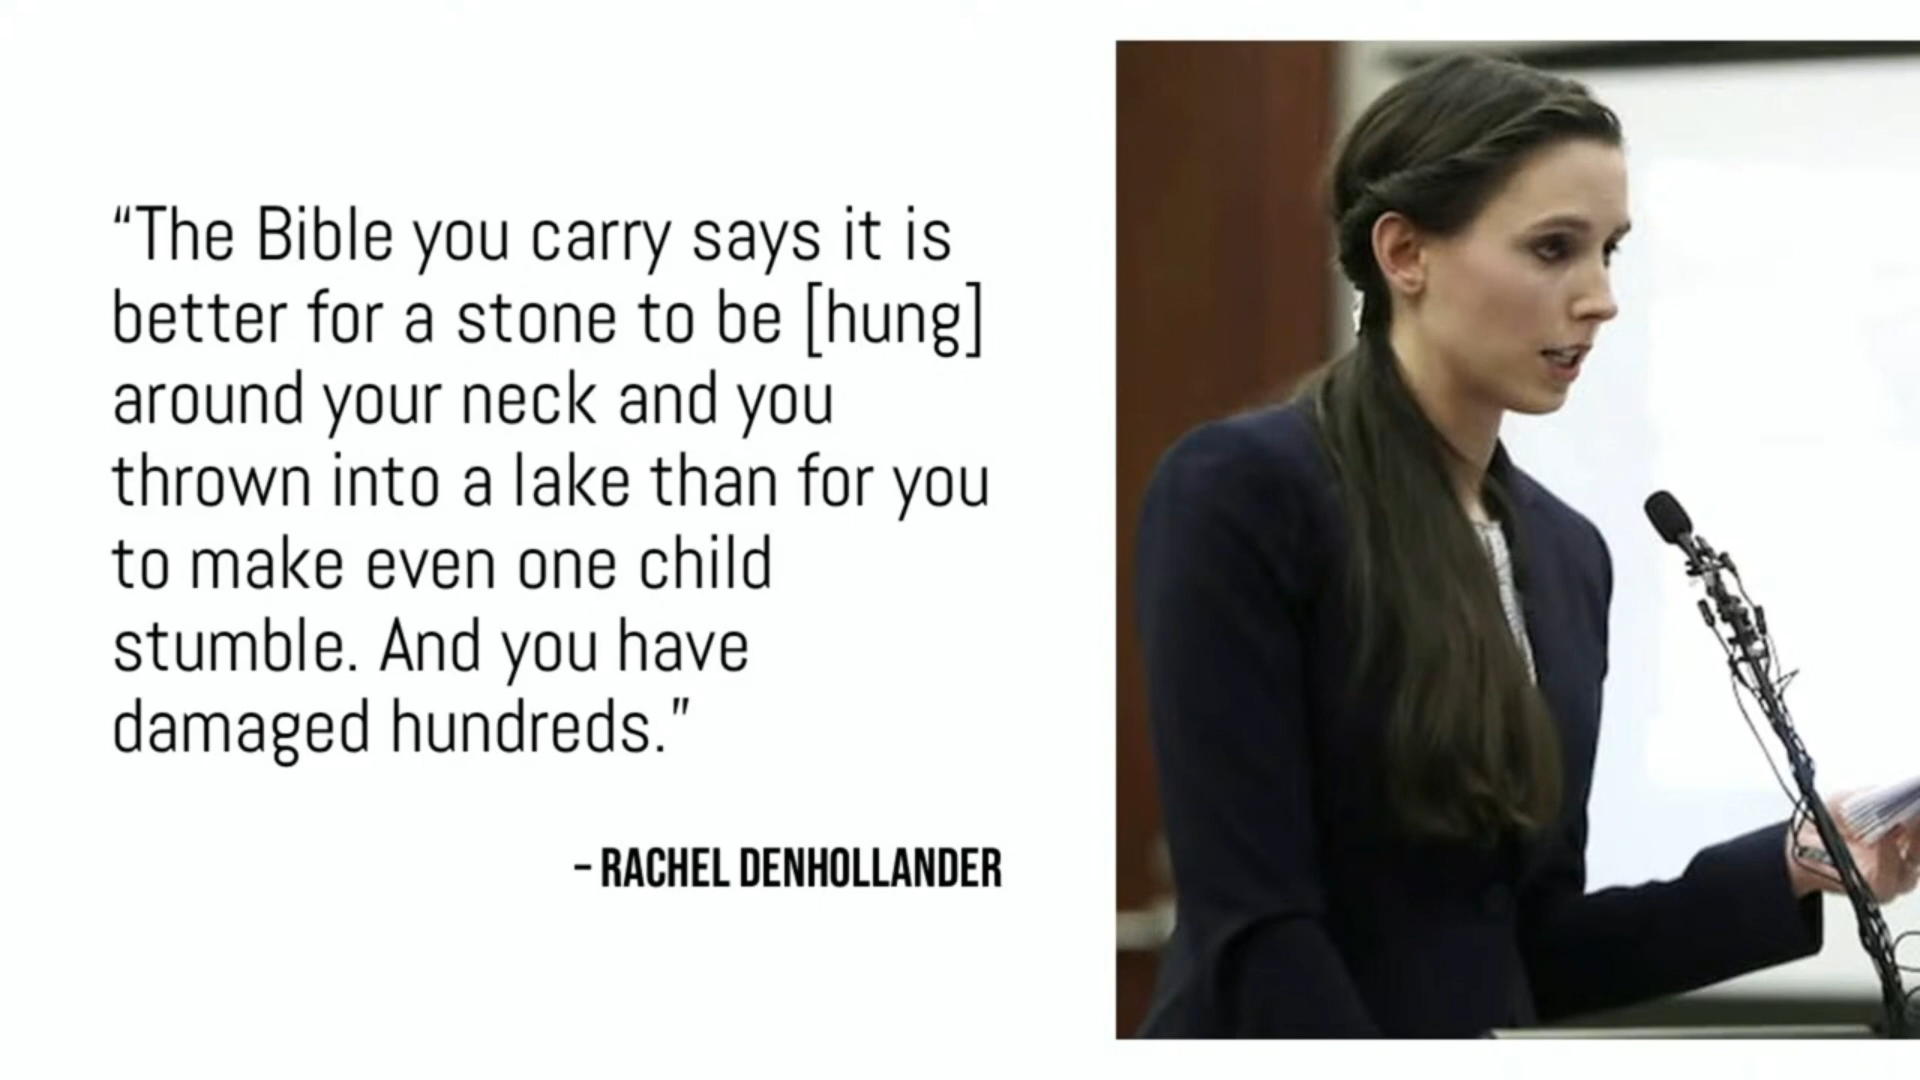 “The Bible you carry says it is
better for a stone to be [hung]
around your neck and you
thrown into a lake than for you
to make even one child
stumble. And you have
damaged hundreds.”
– RACHEL DENHOLLANDER